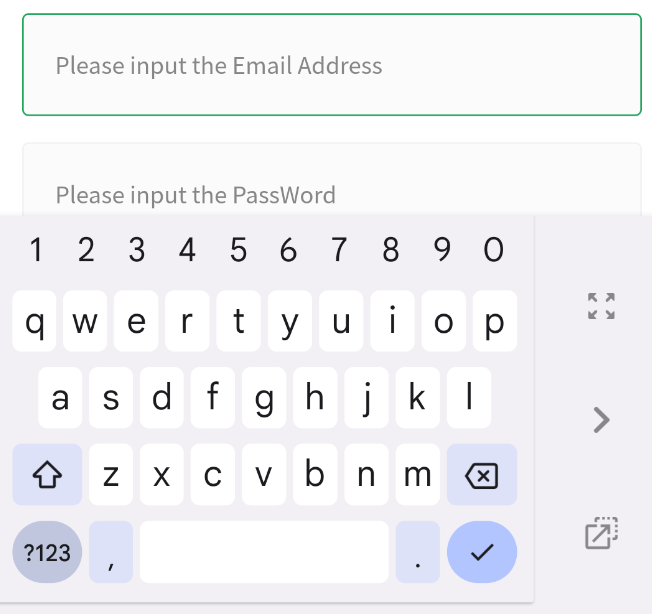 Please input the Email Address
Please input the PassWord
1 2 3 4 5 6 7 8 9 0
q w e r t y u i o p
a s d f g h j k l
z x c v b n m
?123 , .